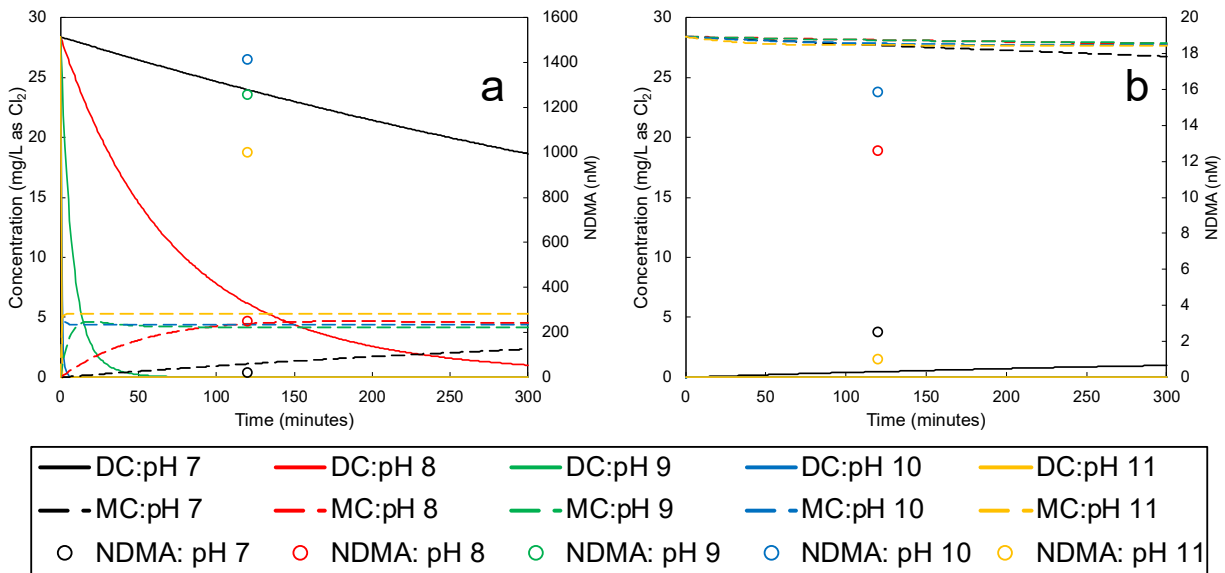 a
Concentration (mg/L as Cl₂)
30
25
20
15
10
5
0
0 50 100 150 200 250 300
Time (minutes)
1600
1400
1200
1000
800
600
400
200
0
NDMA (nM)
b
Concentration (mg/L as Cl₂)
30
25
20
15
10
5
0
0 50 100 150 200 250 300
Time (minutes)
20
18
16
14
12
10
8
6
4
2
0
NDMA (nM)
DC:pH 7 DC:pH 8 DC:pH 9 DC:pH 10 DC:pH 11
MC:pH 7 MC:pH 8 MC:pH 9 MC:pH 10 MC:pH 11
NDMA: pH 7 NDMA: pH 8 NDMA: pH 9 NDMA: pH 10 NDMA: pH 11